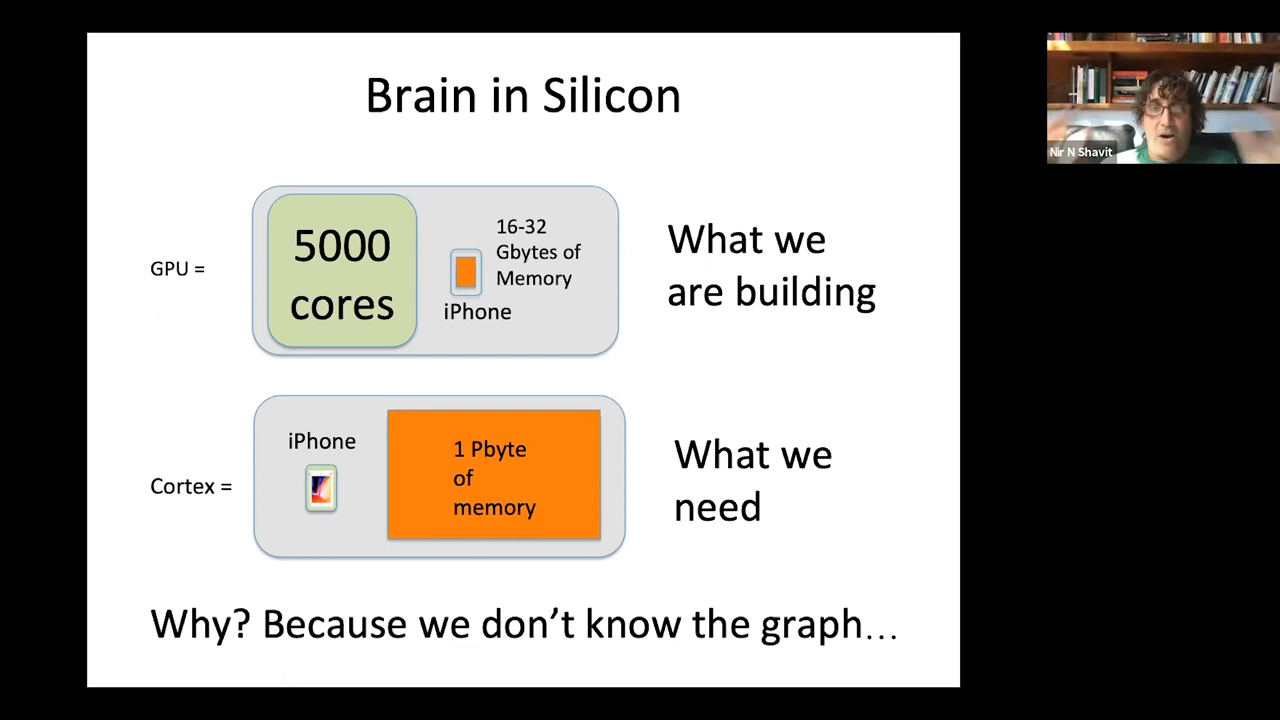 Brain in Silicon
GPU =
5000
cores
16-32
Gbytes of
Memory
iPhone
What we
are building
Cortex =
iPhone
1 Pbyte
of
memory
What we
need
Why? Because we don't know the graph…
Nir N Shavit